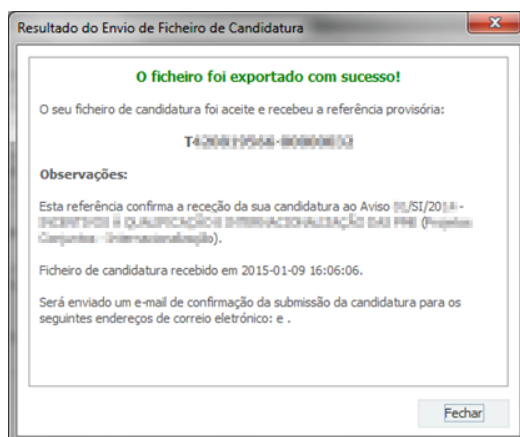 Resultado do Envio de Ficheiro de Candidatura
O ficheiro foi exportado com sucesso!
O seu ficheiro de candidatura foi aceite e recebeu a referência provisória:
Observações:
Esta referência confirma a receção da sua candidatura ao Aviso /SI/201 -
Ficheiro de candidatura recebido em 2015-01-09 16:06:06.
Será enviado um e-mail de confirmação da submissão da candidatura para os
seguintes endereços de correio eletrónico: e .
Fechar